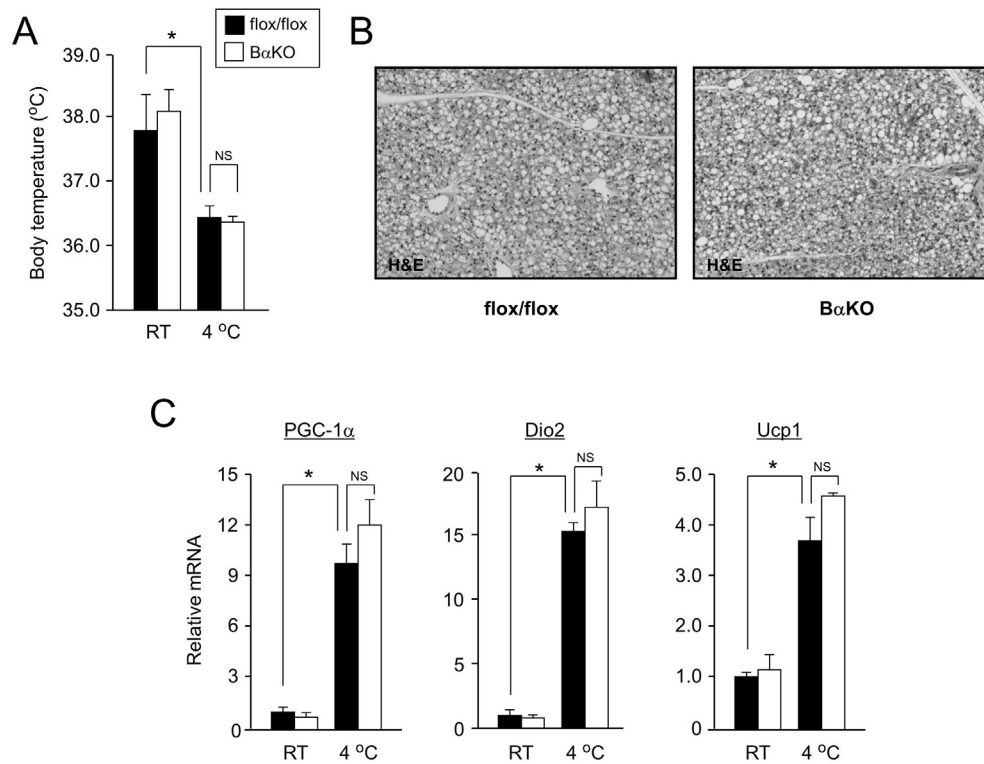 A
flox/flox
BαKO
*
NS
Body temperature (°C)
39.0
38.0
37.0
36.0
35.0
RT
4 °C
B
H&E
H&E
flox/flox
BαKO
C
PGC-1α
Relative mRNA
15
12
9
6
3
0
*
NS
RT
4 °C
Dio2
20
15
10
5
0
*
NS
RT
4 °C
Ucp1
5.0
4.0
3.0
2.0
1.0
0
*
NS
RT
4 °C